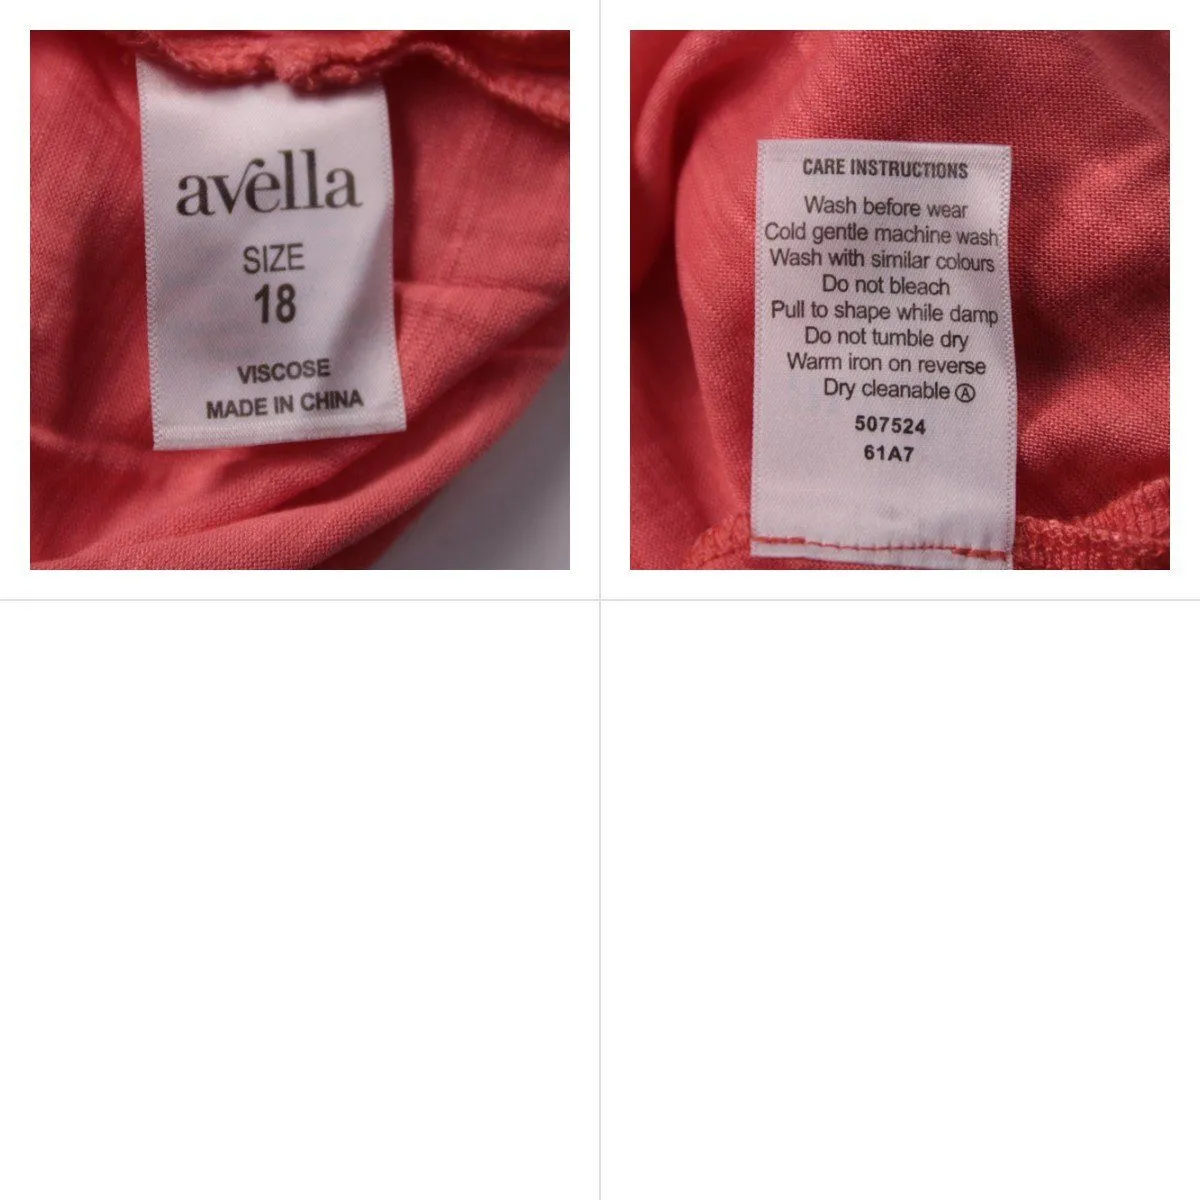 avella
SIZE
18
VISCOSE
MADE IN CHINA
CARE INSTRUCTIONS
Wash before wear
Cold gentle machine wash
Wash with similar colours
Do not bleach
Pull to shape while damp
Do not tumble dry
Warm iron on reverse
Dry cleanable Ⓐ
507524
61A7